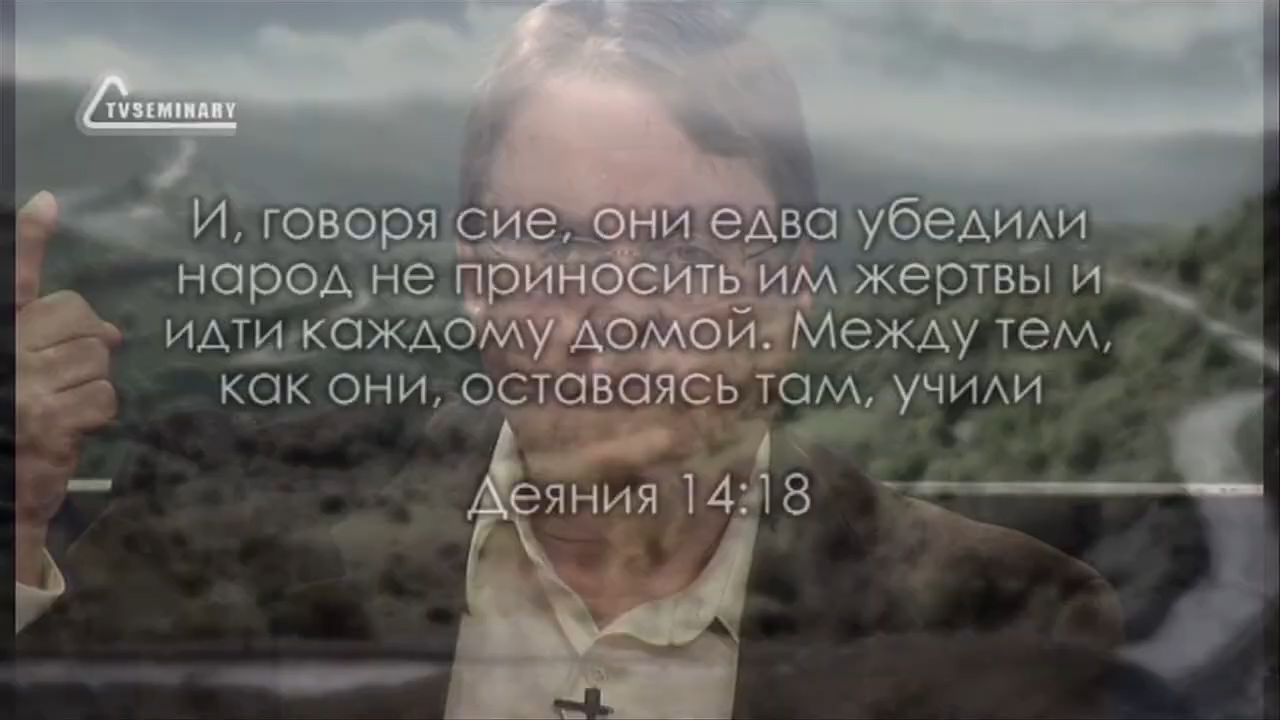 TVSEMINARY
И, говоря сие, они едва убедили
народ не приносить им жертвы и
идти каждому домой. Между тем,
как они, оставаясь там, учили
Деяния 14:18